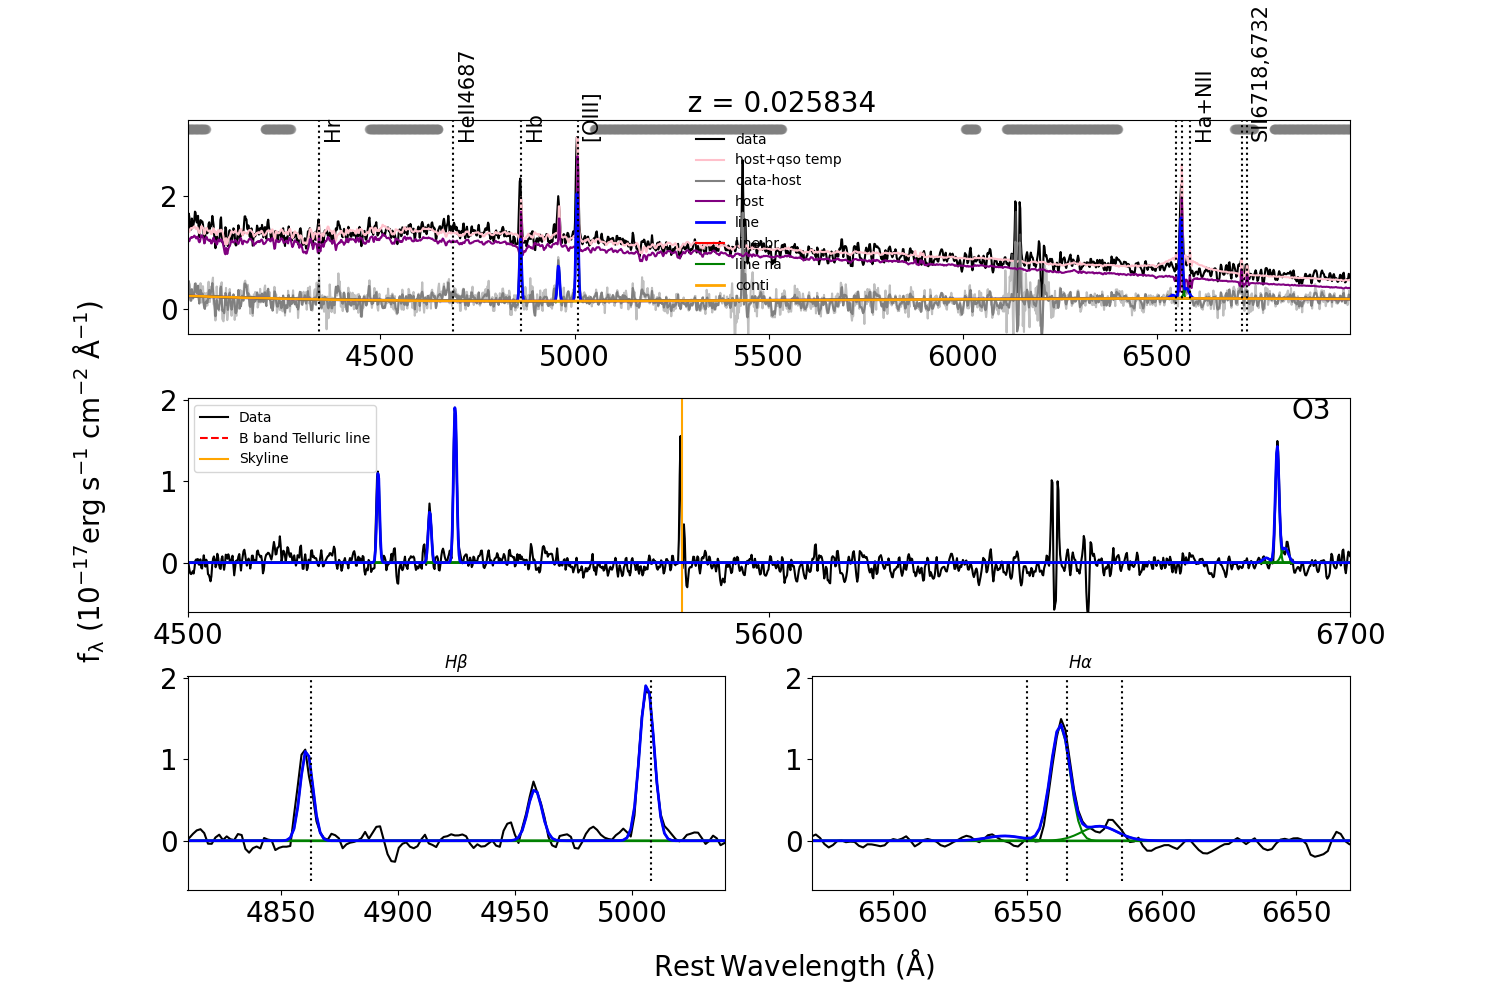 z = 0.025834
Hr
HeII4687
Hb
[OIII]
Ha+NII
SII6718,6732
data
host+qso temp
data-host
host
line
line br
line na
conti
2
0
4500
5000
5500
6000
6500
Data
B band Telluric line
Skyline
O3
2
1
0
4500
5600
6700
fλ (10⁻¹⁷erg s⁻¹ cm⁻² Å⁻¹)
Hβ
2
1
0
4850
4900
4950
5000
Hα
2
1
0
6500
6550
6600
6650
Rest Wavelength (Å)